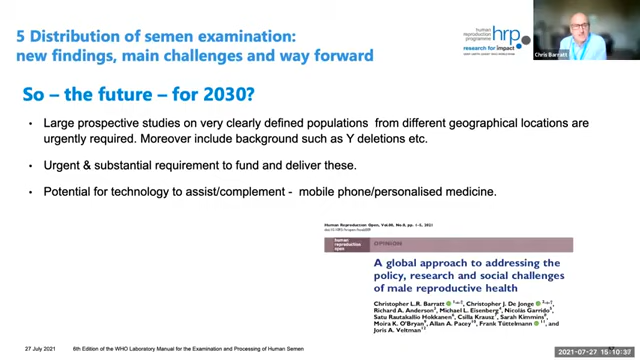 5 Distribution of semen examination:
new findings, main challenges and way forward
human
reproduction
programme
hrp
research for impact
Chris Barratt
So – the future – for 2030?
• Large prospective studies on very clearly defined populations from different geographical locations are
urgently required. Moreover include background such as Y deletions etc.
• Urgent & substantial requirement to fund and deliver these.
• Potential for technology to assist/complement - mobile phone/personalised medicine.
Human Reproduction Open, Vol.00, No.0, pp. 1–5, 2021
human
reproduction
open
OPINION
A global approach to addressing the
policy, research and social challenges
of male reproductive health
Christopher L.R. Barratt
, Christopher J. De Jonge
Richard A. Anderson, Michael L. Eisenberg, Nicolás Garrido,
Satu Rautakallio Hokkanen, Csilla Krausz, Sarah Kimmins,
Moira K. O'Bryan, Allan A. Pacey, Frank Tüttelmann, and
Joris A. Veltman
27 July 2021
6th Edition of the WHO Laboratory Manual for the Examination and Processing of Human Semen
2021-07-27 15:10:37